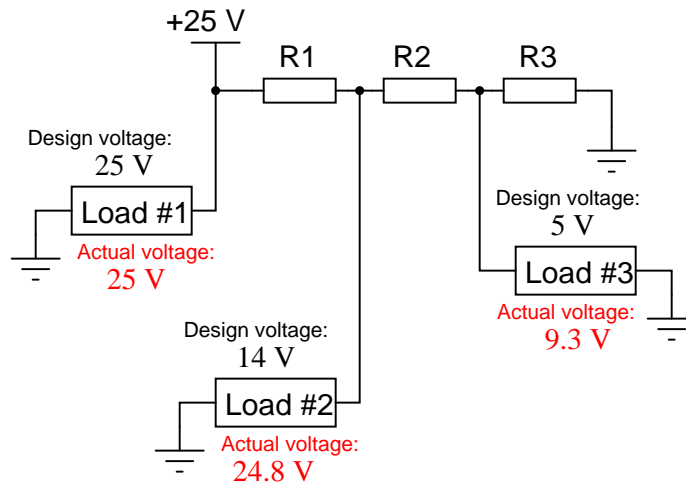 +25 V
R1
R2
R3
Design voltage:
25 V
Load #1
Actual voltage:
25 V
Design voltage:
5 V
Load #3
Actual voltage:
9.3 V
Design voltage:
14 V
Load #2
Actual voltage:
24.8 V